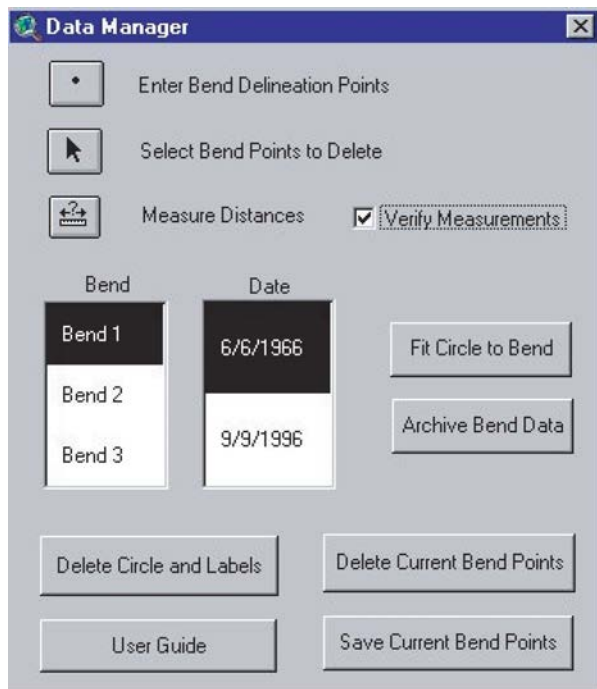 Data Manager
Enter Bend Delineation Points
Select Bend Points to Delete
Measure Distances
Verify Measurements
Bend
Date
Bend 1
Bend 2
Bend 3
6/6/1966
9/9/1996
Fit Circle to Bend
Archive Bend Data
Delete Circle and Labels
Delete Current Bend Points
User Guide
Save Current Bend Points